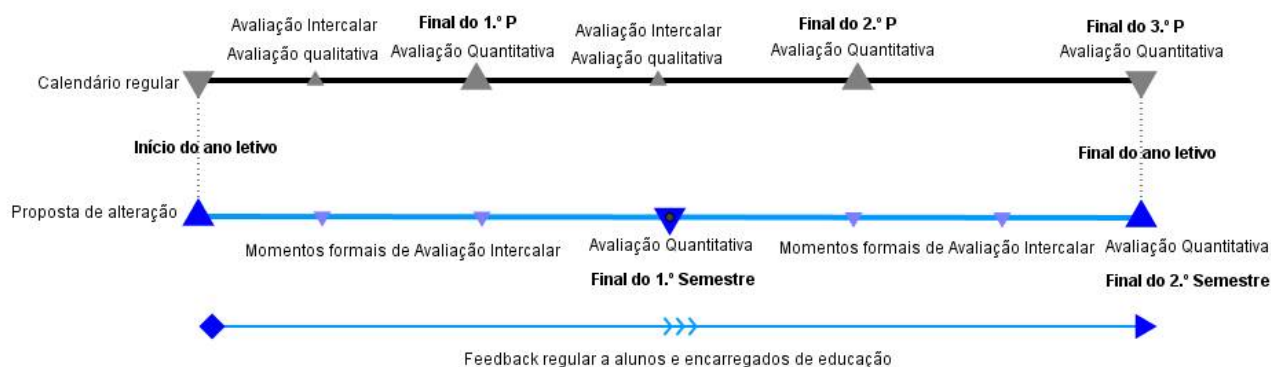 Avaliação Intercalar
Avaliação qualitativa
Final do 1.º P
Avaliação Quantitativa
Avaliação Intercalar
Avaliação qualitativa
Final do 2.º P
Avaliação Quantitativa
Final do 3.º P
Avaliação Quantitativa
Calendário regular
Início do ano letivo
Final do ano letivo
Proposta de alteração
Momentos formais de Avaliação Intercalar
Avaliação Quantitativa
Final do 1.º Semestre
Momentos formais de Avaliação Intercalar
Avaliação Quantitativa
Final do 2.º Semestre
Feedback regular a alunos e encarregados de educação